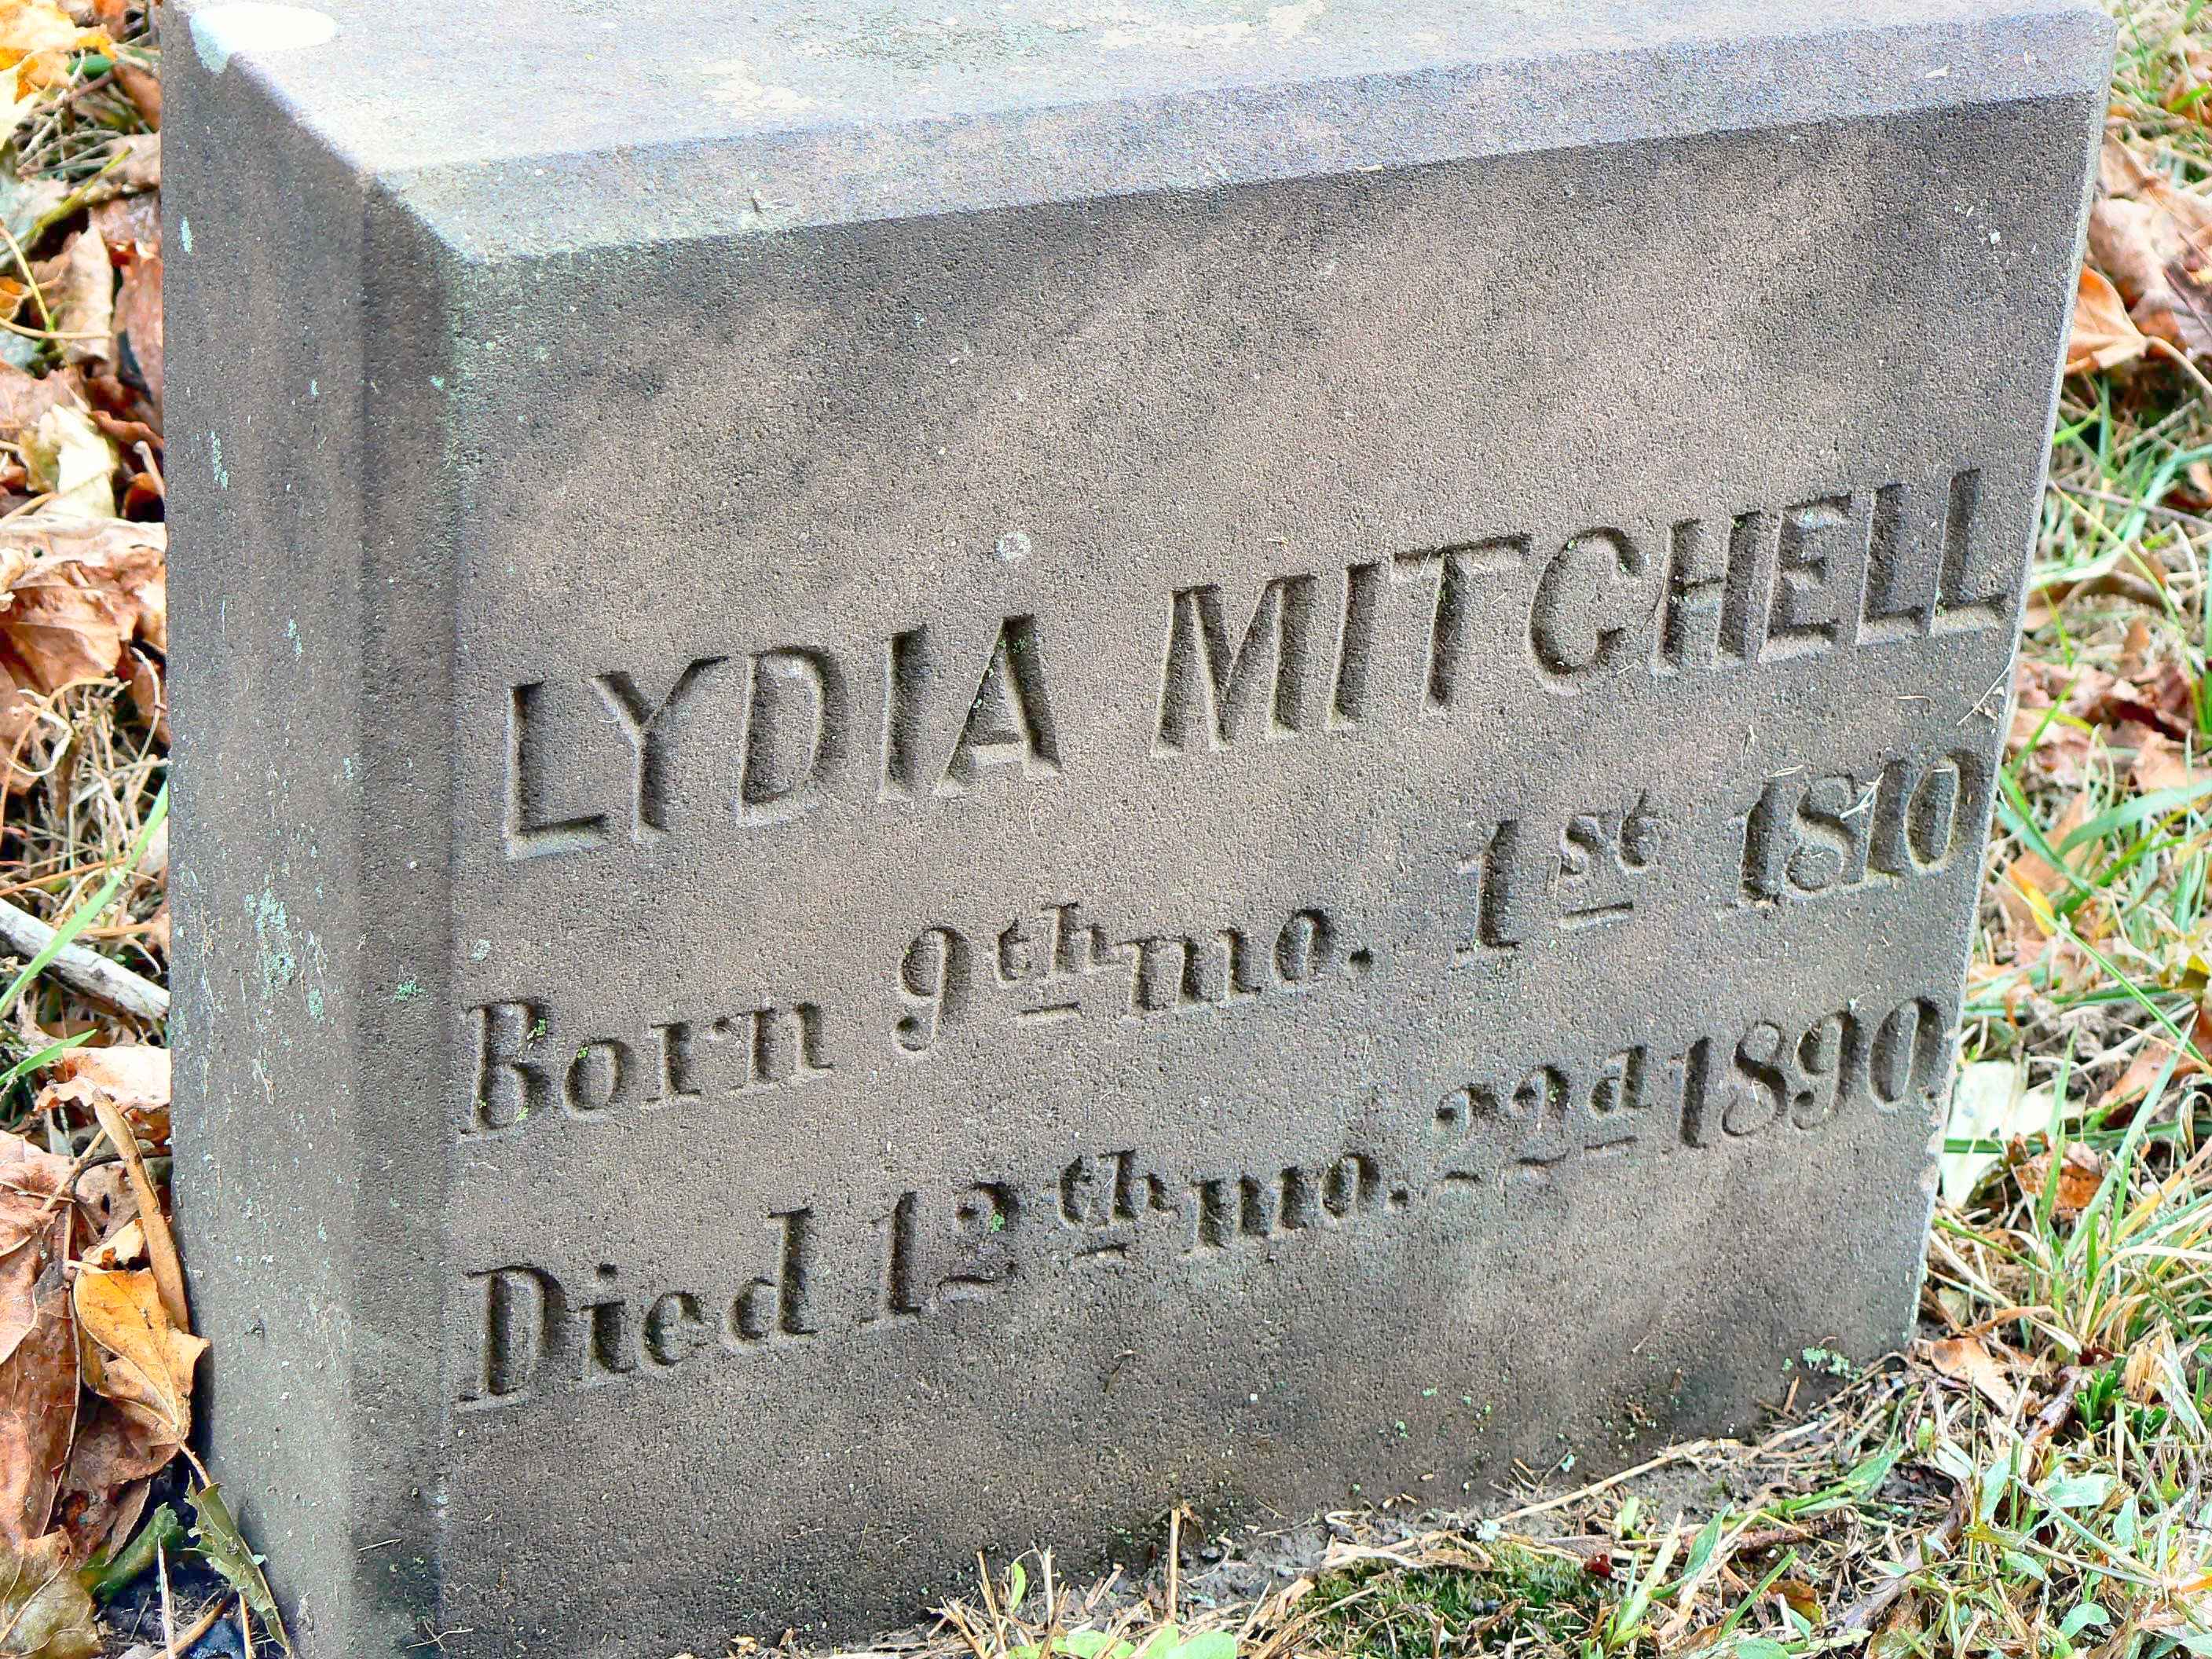 LYDIA MITCHELL
Born 9th mo. 1st 1810
Died 12th mo. 22d 1890.